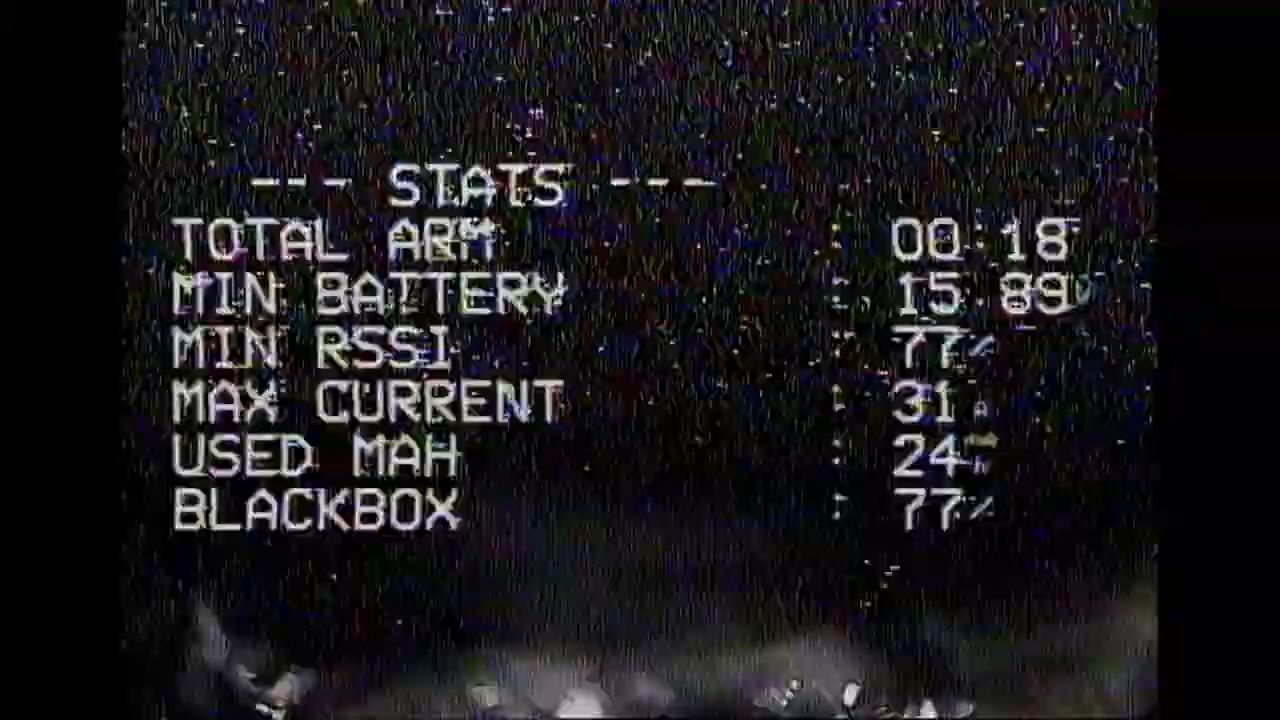 --- STATS ---
TOTAL ARM : 00:18
MIN BATTERY : 15.89V
MIN RSSI : 77%
MAX CURRENT : 31A
USED MAH : 24
BLACKBOX : 77%